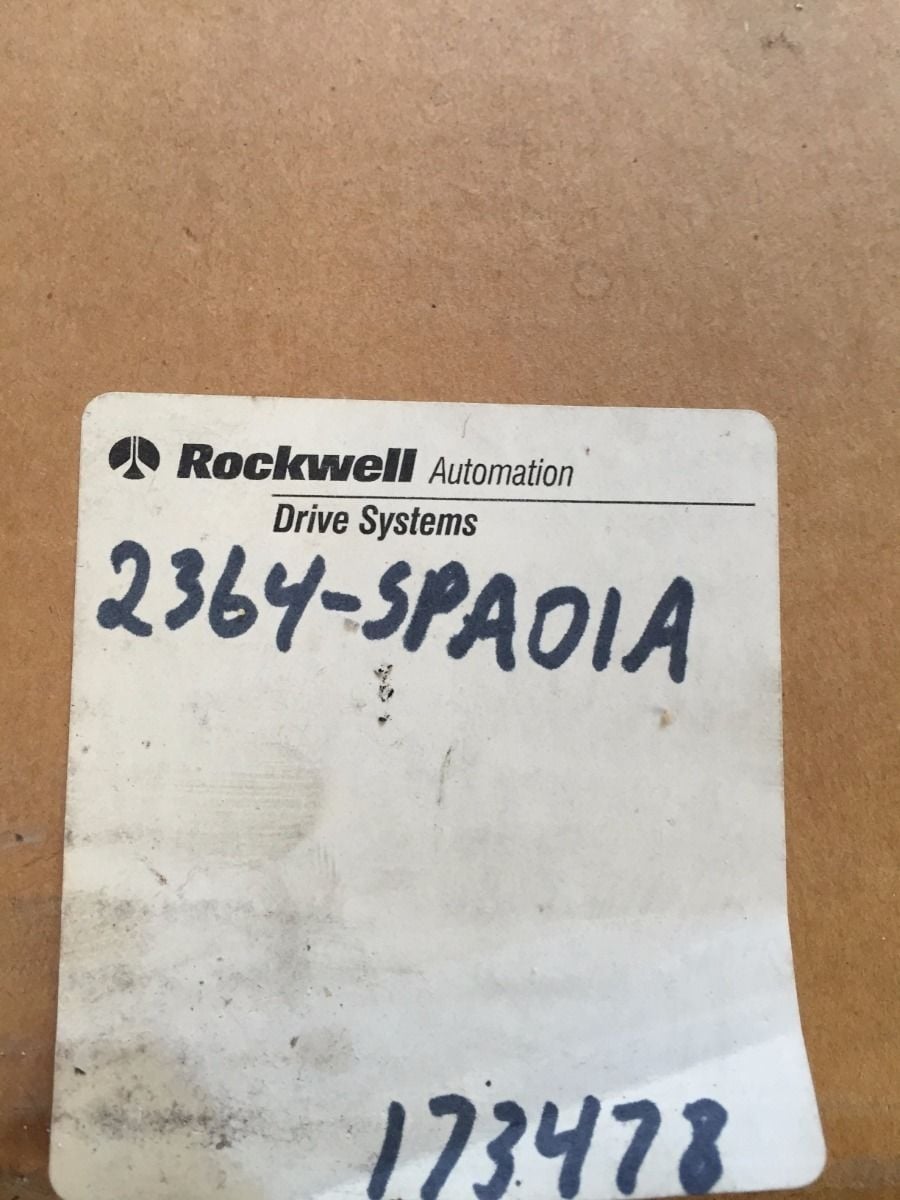 Rockwell Automation
Drive Systems
2364-SPA01A
173478